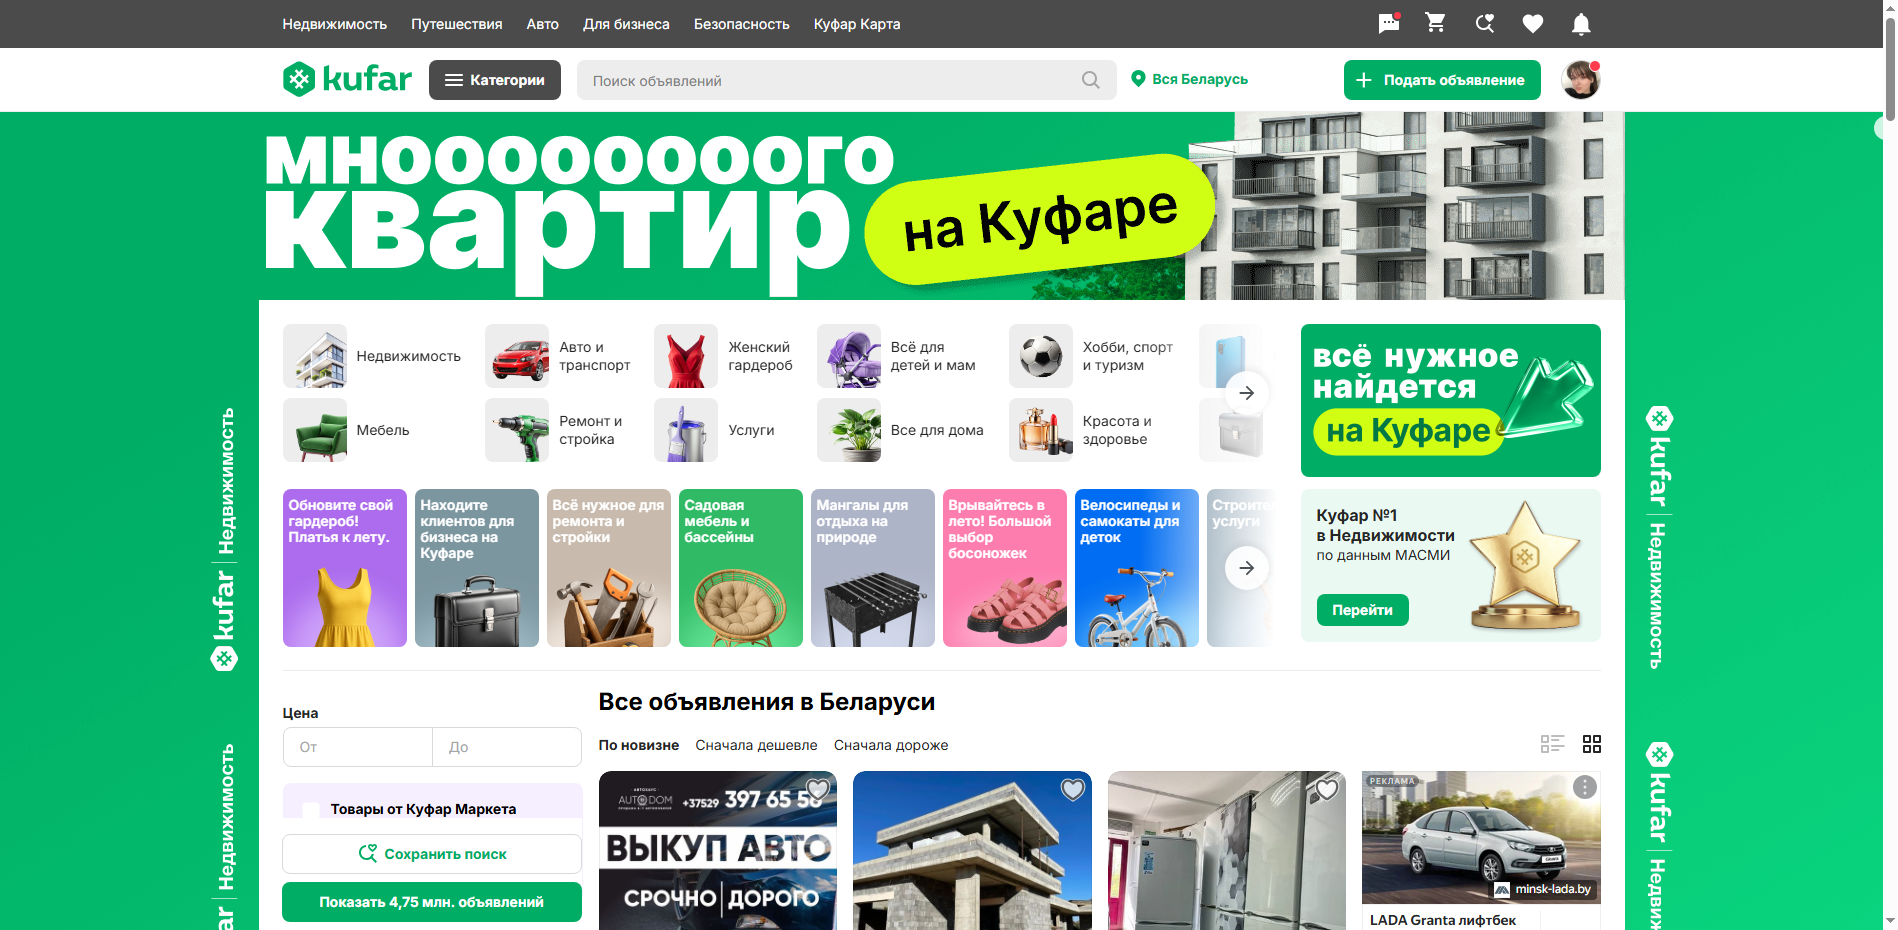 Недвижимость Путешествия Авто Для бизнеса Безопасность Куфар Карта
kufar Категории Поиск объявлений Вся Беларусь Подать объявление
мнооооооооого
квартир
на Куфаре
Недвижимость
Авто и
транспорт
Женский
гардероб
Всё для
детей и мам
Хобби, спорт
и туризм
Мебель
Ремонт и
стройка
Услуги
Все для дома
Красота и
здоровье
всё нужное
найдется
на Куфаре
Обновите свой
гардероб!
Платья к лету.
Находите
клиентов для
бизнеса на
Куфаре
Всё нужное для
ремонта и
стройки
Садовая
мебель и
бассейны
Мангалы для
отдыха на
природе
Врывайтесь в
лето! Большой
выбор
босоножек
Велосипеды и
самокаты для
деток
услуги
Куфар №1
в Недвижимости
по данным МАСМИ
Перейти
kufar | Недвижимость
kufar | Недвижимость
Недвижимость
kufar
Все объявления в Беларуси
Цена
От До
По новизне Сначала дешевле Сначала дороже
Товары от Куфар Маркета
Сохранить поиск
Показать 4,75 млн. объявлений
АВТОХАУС
AUTODOM
+37529 397 65 56
ВЫКУП АВТО
СРОЧНО | ДОРОГО
РЕКЛАМА
minsk-lada.by
LADA Granta лифтбек